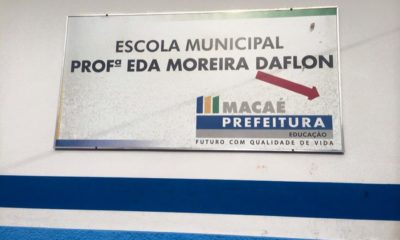 ESCOLA MUNICIPAL
PROFª EDA MOREIRA DAFLON
MACAÉ
PREFEITURA
EDUCAÇÃO
FUTURO COM QUALIDADE DE VIDA